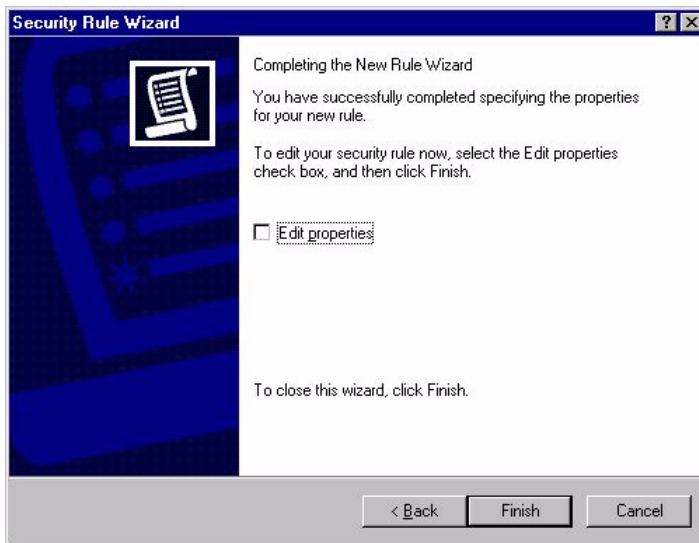 Security Rule Wizard
Completing the New Rule Wizard
You have successfully completed specifying the properties
for your new rule.
To edit your security rule now, select the Edit properties
check box, and then click Finish.
Edit properties
To close this wizard, click Finish.
< Back Finish Cancel